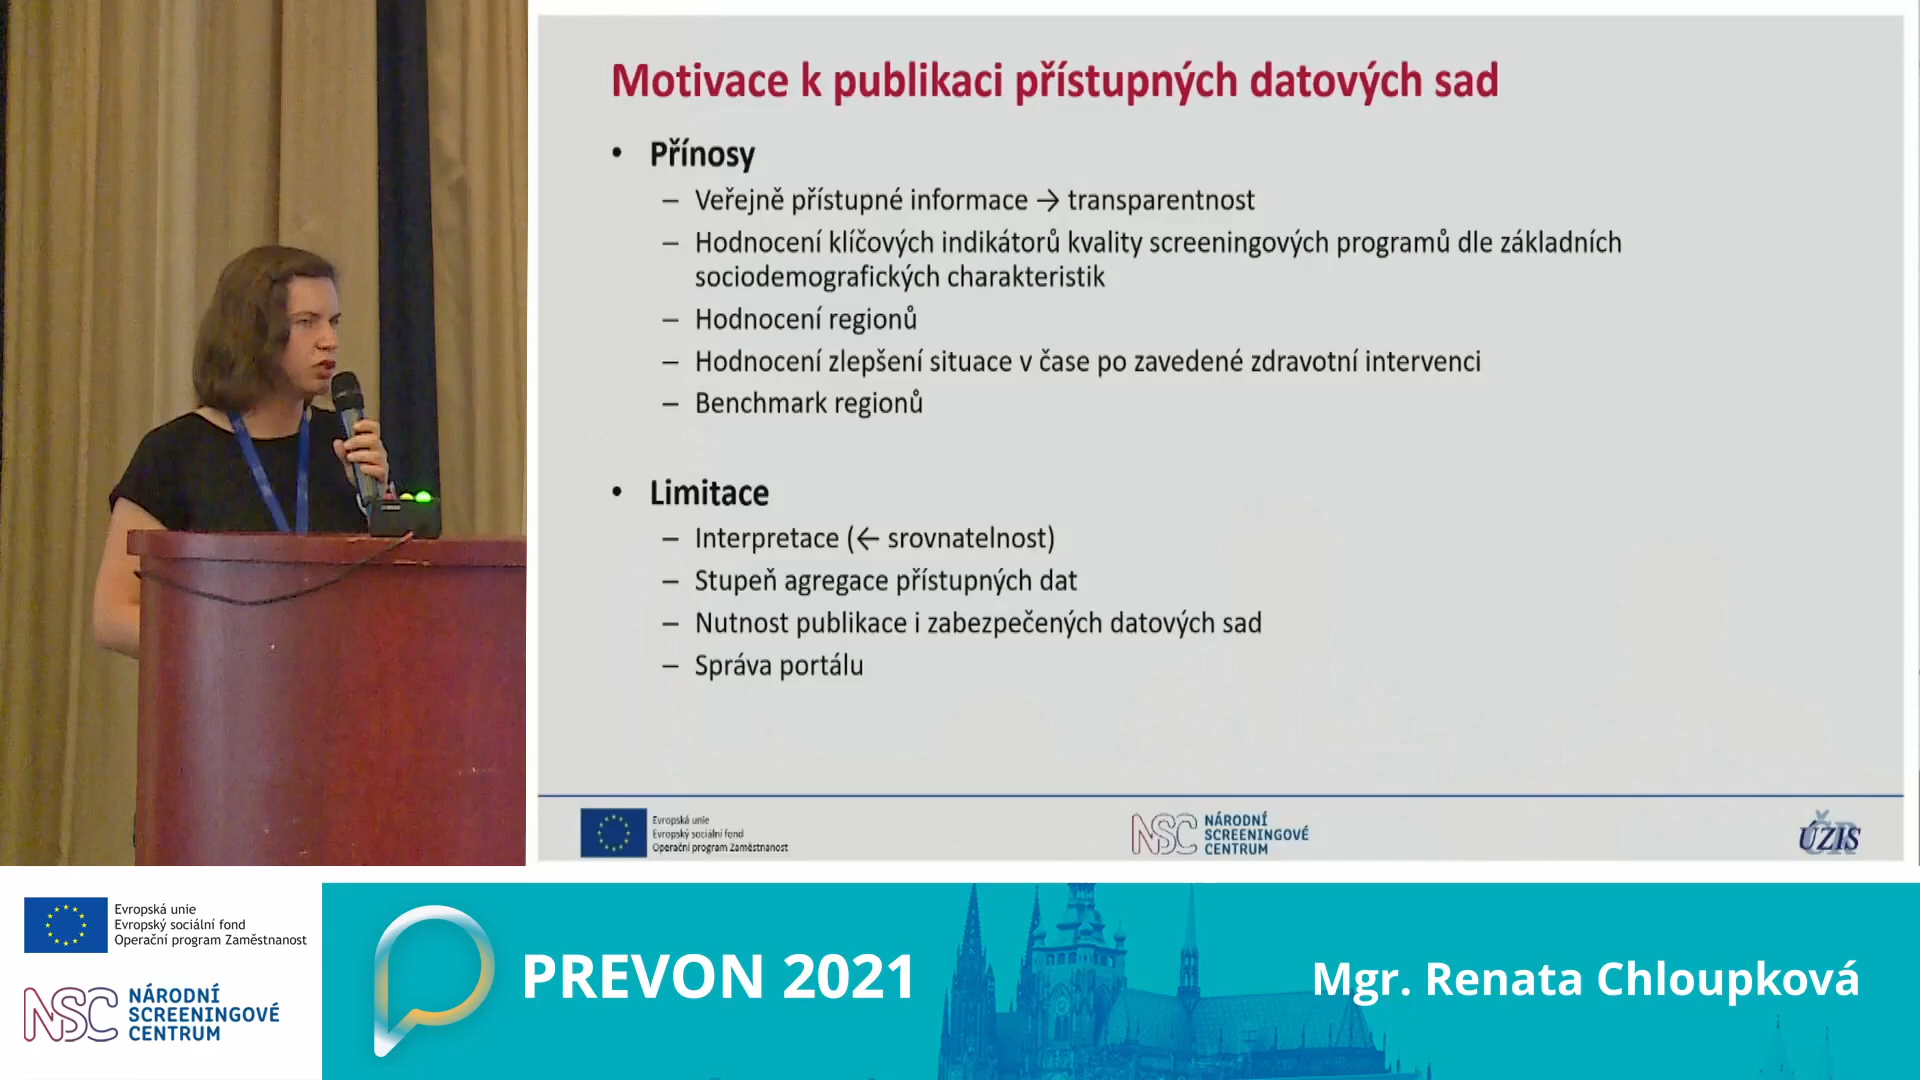 Motivace k publikaci přístupných datových sad
• Přínosy
– Veřejně přístupné informace → transparentnost
– Hodnocení klíčových indikátorů kvality screeningových programů dle základních
sociodemografických charakteristik
– Hodnocení regionů
– Hodnocení zlepšení situace v čase po zavedené zdravotní intervenci
– Benchmark regionů
• Limitace
– Interpretace (← srovnatelnost)
– Stupeň agregace přístupných dat
– Nutnost publikace i zabezpečených datových sad
– Správa portálu
Evropská unie
Evropský sociální fond
Operační program Zaměstnanost
NSC NÁRODNÍ
SCREENINGOVÉ
CENTRUM
ÚZIS
ČR
Evropská unie
Evropský sociální fond
Operační program Zaměstnanost
NSC NÁRODNÍ
SCREENINGOVÉ
CENTRUM
PREVON 2021
Mgr. Renata Chloupková